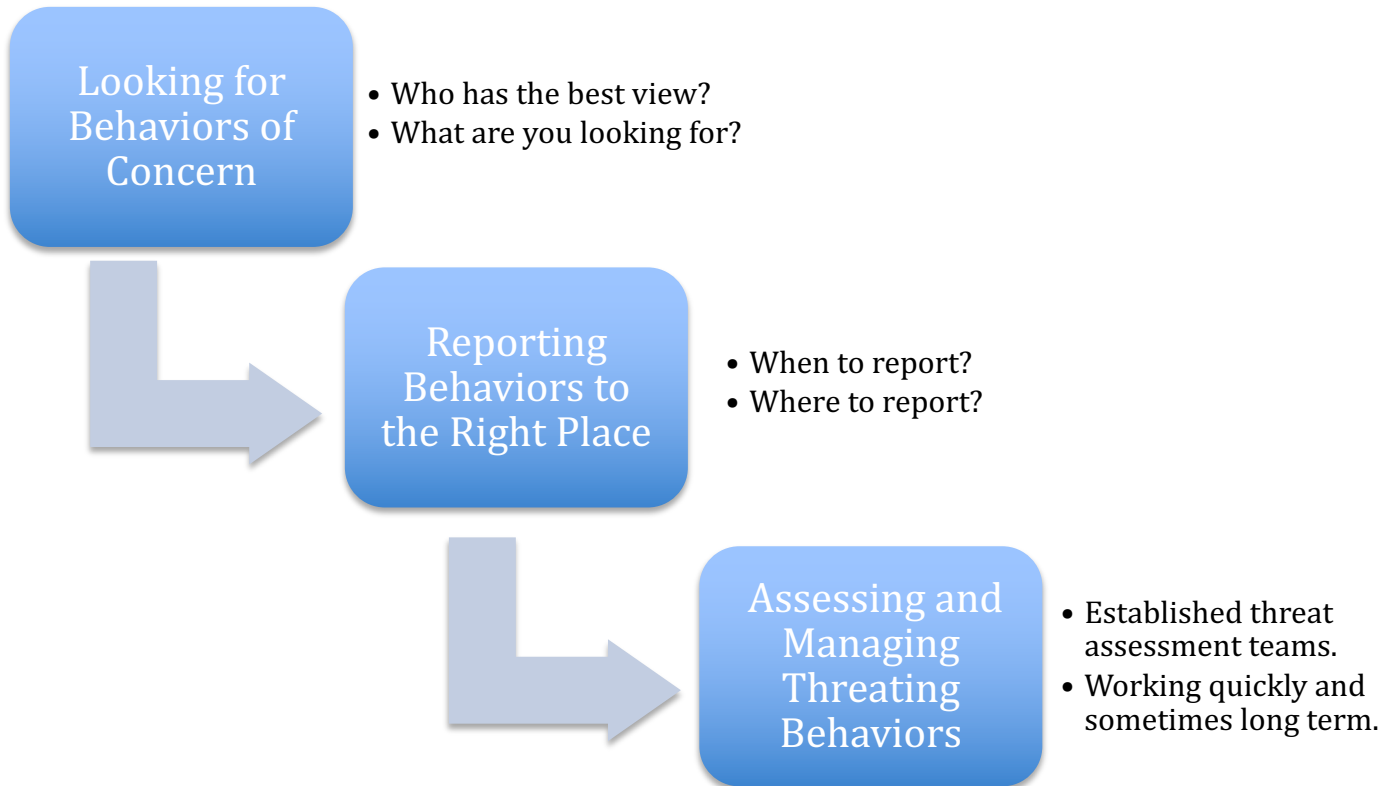 Looking for
Behaviors of
Concern
• Who has the best view?
• What are you looking for?
Reporting
Behaviors to
the Right Place
• When to report?
• Where to report?
Assessing and
Managing
Threating
Behaviors
• Established threat
assessment teams.
• Working quickly and
sometimes long term.